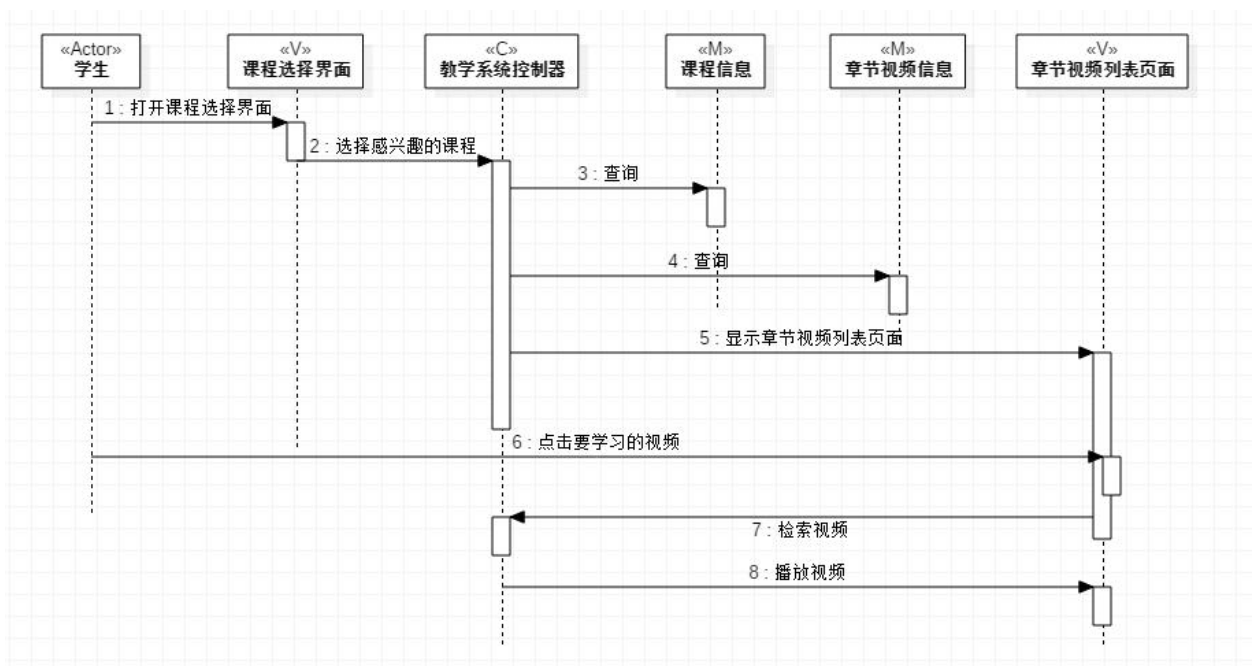 «Actor»
学生
«V»
课程选择界面
«C»
教学系统控制器
«M»
课程信息
«M»
章节视频信息
«V»
章节视频列表页面
1 : 打开课程选择界面
2 : 选择感兴趣的课程
3 : 查询
4 : 查询
5 : 显示章节视频列表页面
6 : 点击要学习的视频
7 : 检索视频
8 : 播放视频